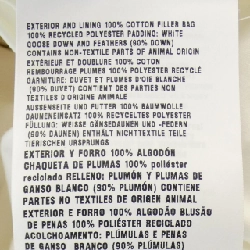 EXTERIOR AND LINING 100% COTTON FILLER BAG
100% RECYCLED POLYESTER PADDING: WHITE
GOOSE DOWN AND FEATHERS (90% DOWN)
CONTAINS NON-TEXTILE PARTS OF ANIMAL ORIGIN
EXTÉRIEUR ET DOUBLURE 100% COTON
REMBOURRAGE PLUMES 100% POLYESTER RECYCLÉ
GARNITURE: DUVET ET PLUMES D'OIE BLANCHE
(90% DUVET) CONTIENT DES PARTIES NON
TEXTILES D'ORIGINE ANIMALE
AUSSENSEITE UND FUTTER 100% BAUMWOLLE
DAUNENEINSATZ 100% RECYCELTES POLYESTER
FÜLLUNG: WEISSE GÄNSEDAUNEN UND -FEDERN
(90% DAUNEN) ENTHÄLT NICHTTEXTILE TEILE
TIERISCHEN URSPRUNGS
EXTERIOR Y FORRO 100% ALGODÓN
CHAQUETA DE PLUMAS 100% poliéster
reciclado RELLENO: PLUMÓN Y PLUMAS DE
GANSO BLANCO (90% PLUMÓN) CONTIENE
PARTES NO TEXTILES DE ORIGEN ANIMAL
EXTERIOR E FORRO 100% ALGODÃO BLUSÃO
DE PENAS 100% POLIÉSTER RECICLADO
ACOLCHOAMENTO: PLÚMULAS E PENAS
DE GANSO BRANCO (90% PLÚMULAS)